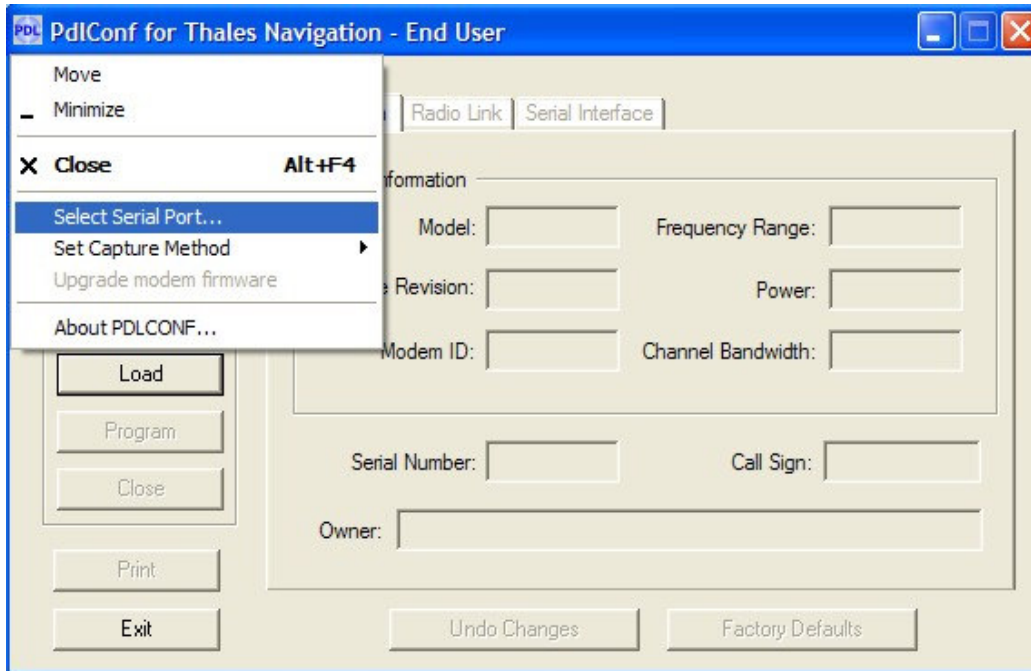 PDL PdlConf for Thales Navigation - End User
Move
Minimize
Close Alt+F4
Select Serial Port...
Set Capture Method
Upgrade modem firmware
About PDLCONF...
Radio Link Serial Interface
Model: Frequency Range:
Revision: Power:
Modem ID: Channel Bandwidth:
Serial Number: Call Sign:
Owner:
Load
Program
Close
Print
Exit
Undo Changes Factory Defaults